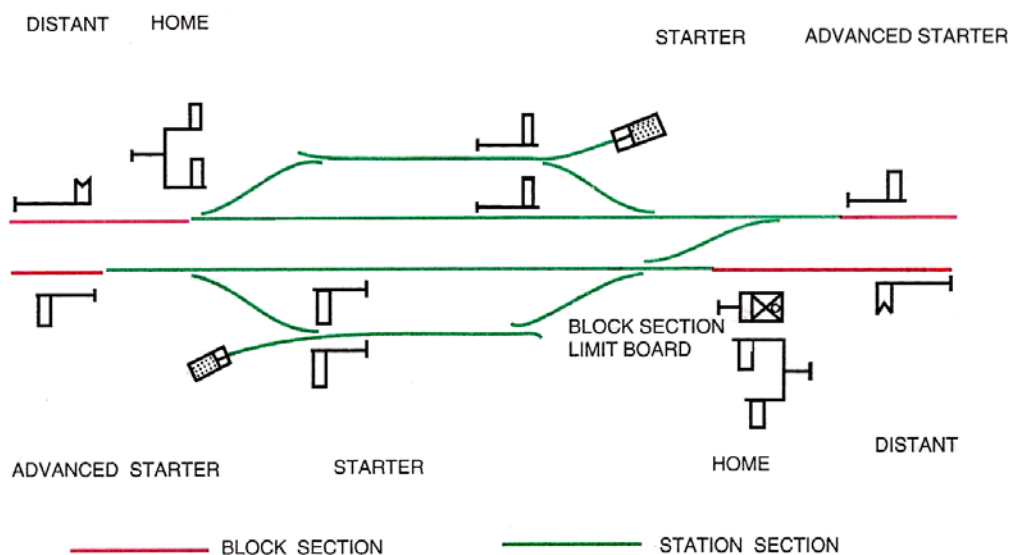 DISTANT HOME
STARTER ADVANCED STARTER
BLOCK SECTION
LIMIT BOARD
ADVANCED STARTER STARTER HOME DISTANT
BLOCK SECTION STATION SECTION